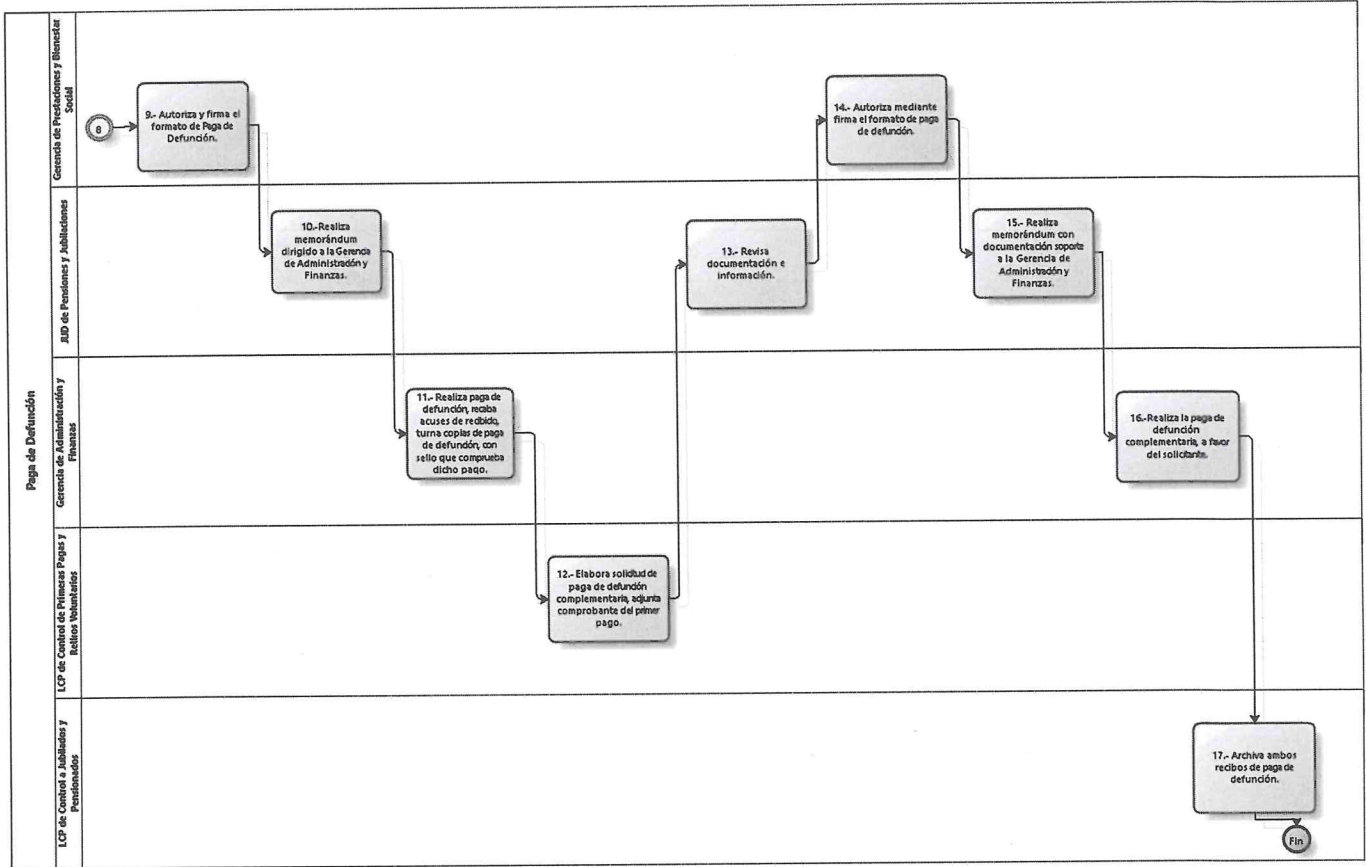 Paga de Defunción
Gerencia de Prestaciones y Bienestar
Social
8
9.- Autoriza y firma el
formato de Paga de
Defunción.
14.- Autoriza mediante
firma el formato de paga
de defunción.
JUD de Pensiones y Jubilaciones
10.-Realiza
memorándum
dirigido a la Gerencia
de Administración y
Finanzas.
13.- Revisa
documentación e
información.
15.- Realiza
memorándum con
documentación soporte
a la Gerencia de
Administración y
Finanzas.
Gerencia de Administración y
Finanzas
11.- Realiza paga de
defunción, recaba
acuses de recibido,
turna copias de paga
de defunción, con
sello que comprueba
dicho pago.
16.-Realiza la paga de
defunción
complementaria, a favor
del solicitante.
LCP de Control de Primeras Pagas y
Retiros Voluntarios
12.- Elabora solicitud de
paga de defunción
complementaria, adjunta
comprobante del primer
pago.
LCP de Control a Jubilados y
Pensionados
17.- Archiva ambos
recibos de paga de
defunción.
Fin